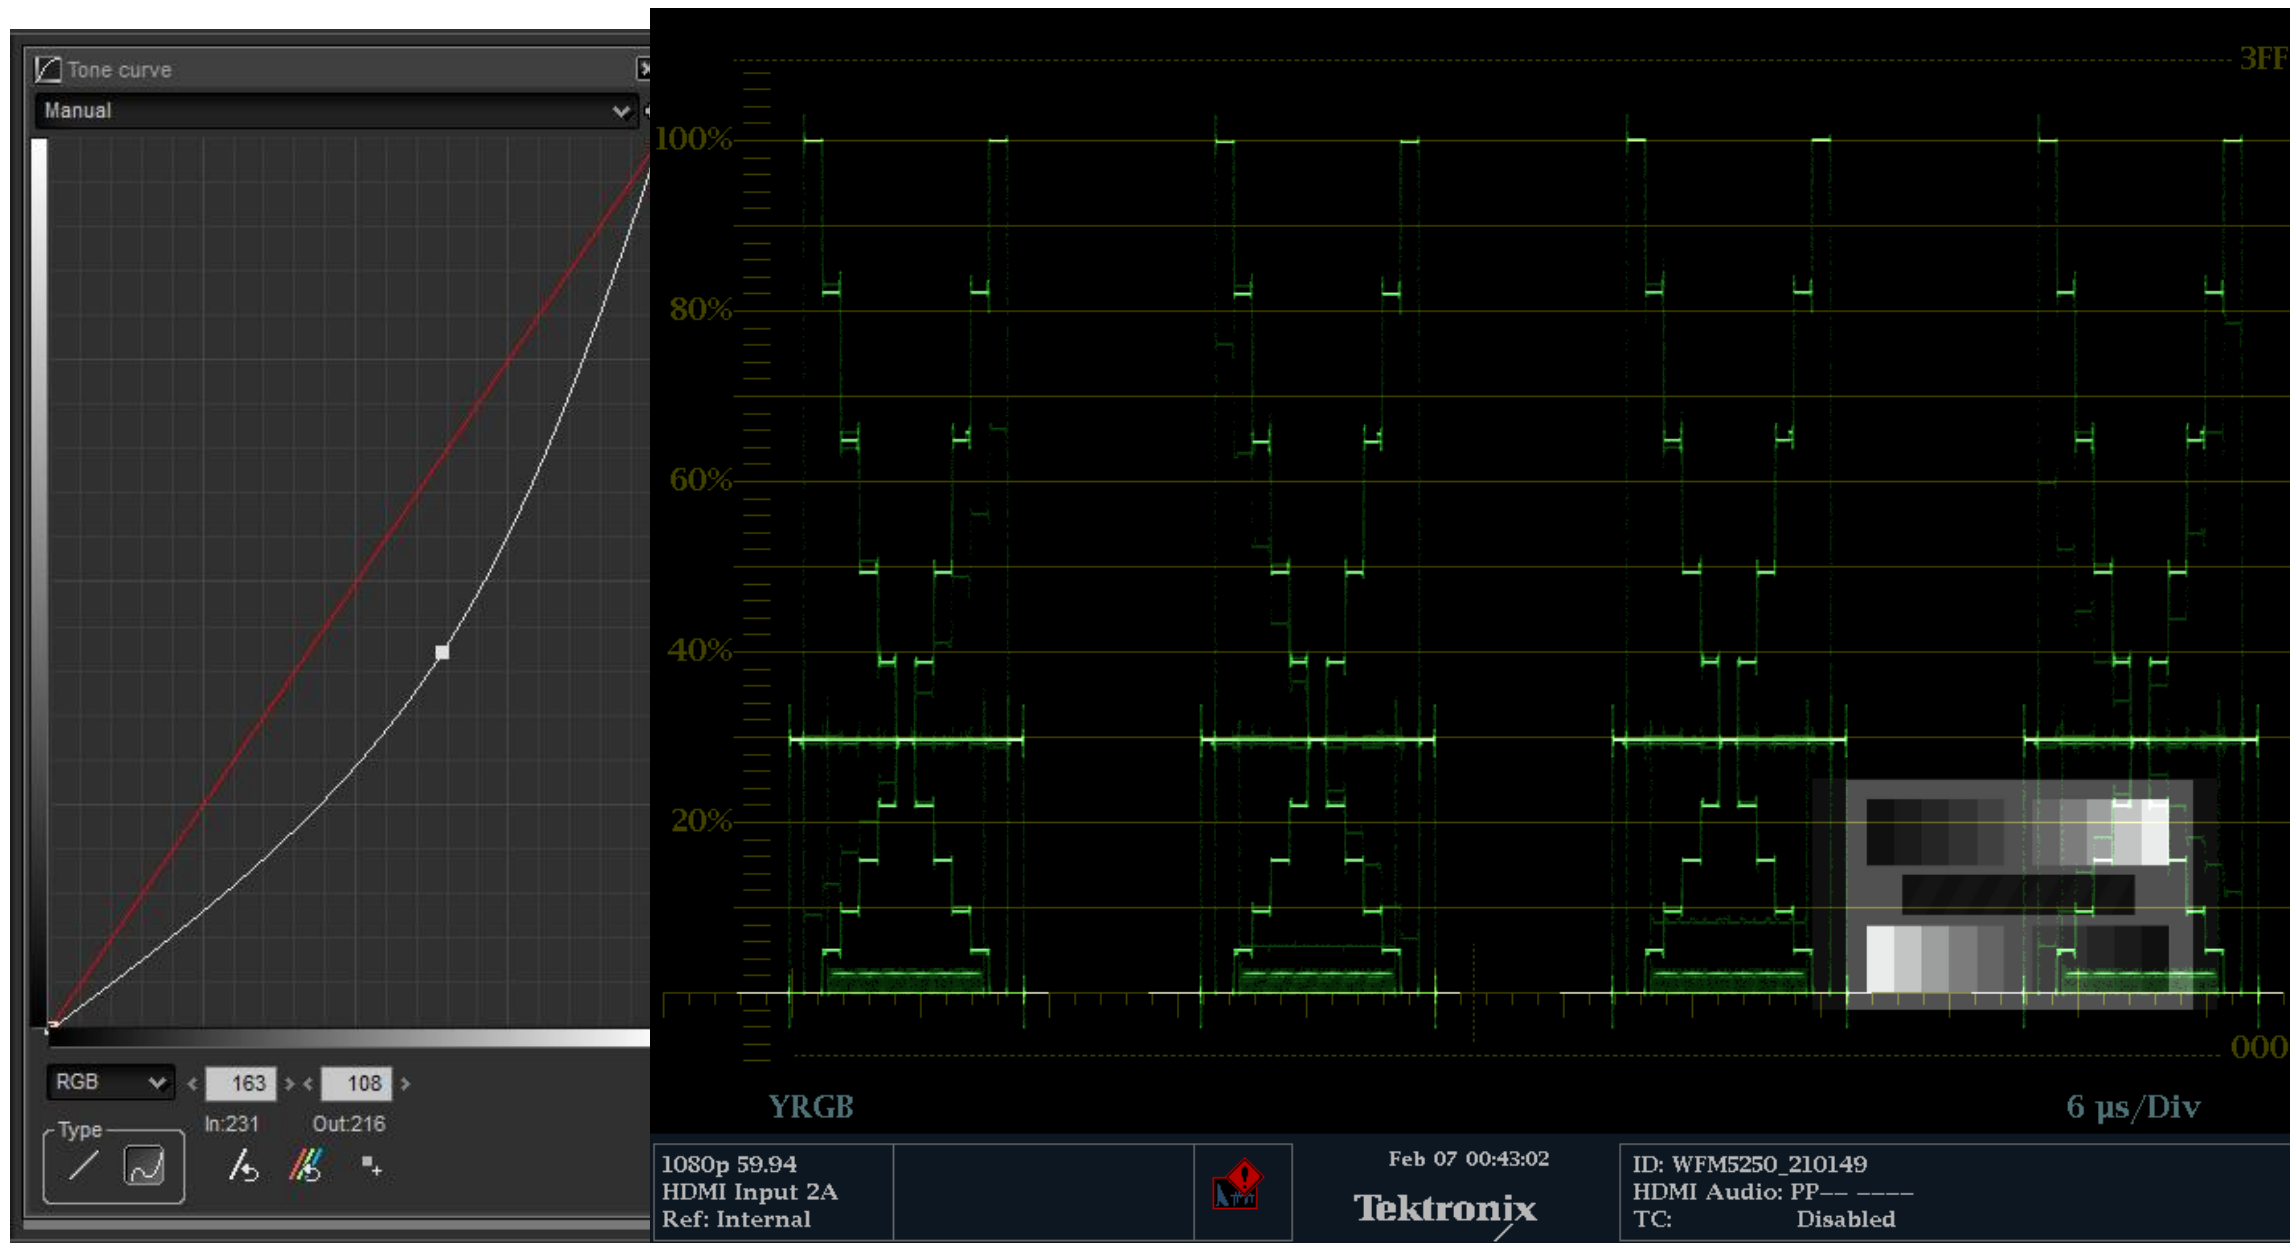 Tone curve
Manual
RGB
163
108
In:231
Out:216
Type
3FF
100%
80%
60%
40%
20%
000
YRGB
6 µs/Div
1080p 59.94
HDMI Input 2A
Ref: Internal
Feb 07 00:43:02
Tektronix
ID: WFM5250_210149
HDMI Audio: PP–– ––––
TC: Disabled